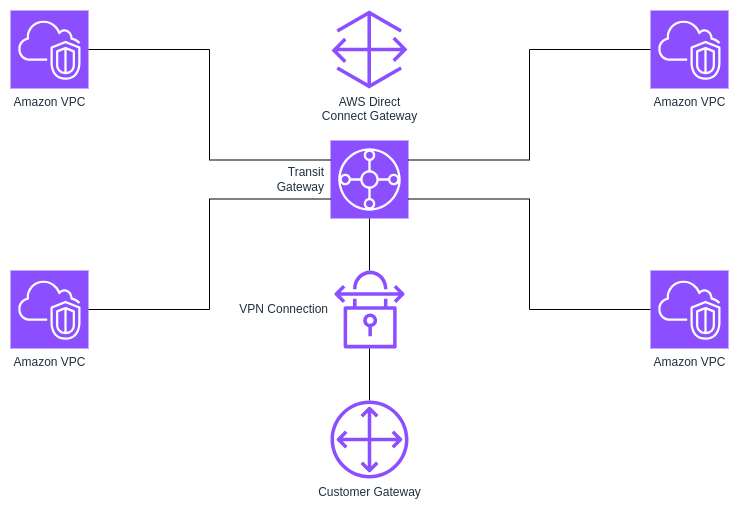 Amazon VPC
AWS Direct
Connect Gateway
Amazon VPC
Transit
Gateway
VPN Connection
Amazon VPC
Amazon VPC
Customer Gateway